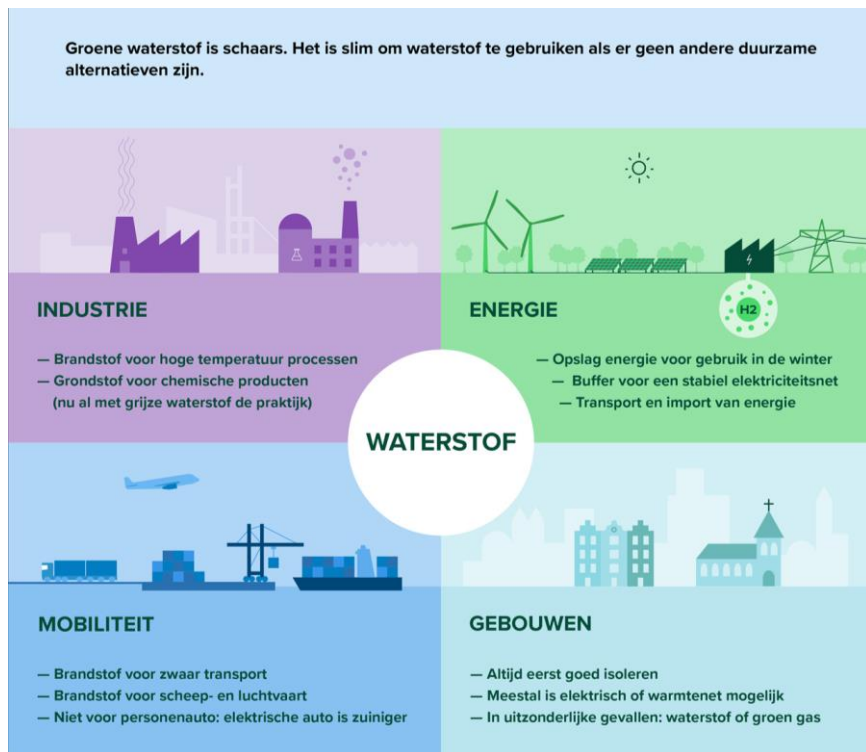 Groene waterstof is schaars. Het is slim om waterstof te gebruiken als er geen andere duurzame
alternatieven zijn.
INDUSTRIE
— Brandstof voor hoge temperatuur processen
— Grondstof voor chemische producten
(nu al met grijze waterstof de praktijk)
H2
ENERGIE
— Opslag energie voor gebruik in de winter
— Buffer voor een stabiel elektriciteitsnet
— Transport en import van energie
WATERSTOF
MOBILITEIT
— Brandstof voor zwaar transport
— Brandstof voor scheep- en luchtvaart
— Niet voor personenauto: elektrische auto is zuiniger
GEBOUWEN
— Altijd eerst goed isoleren
— Meestal is elektrisch of warmtenet mogelijk
— In uitzonderlijke gevallen: waterstof of groen gas